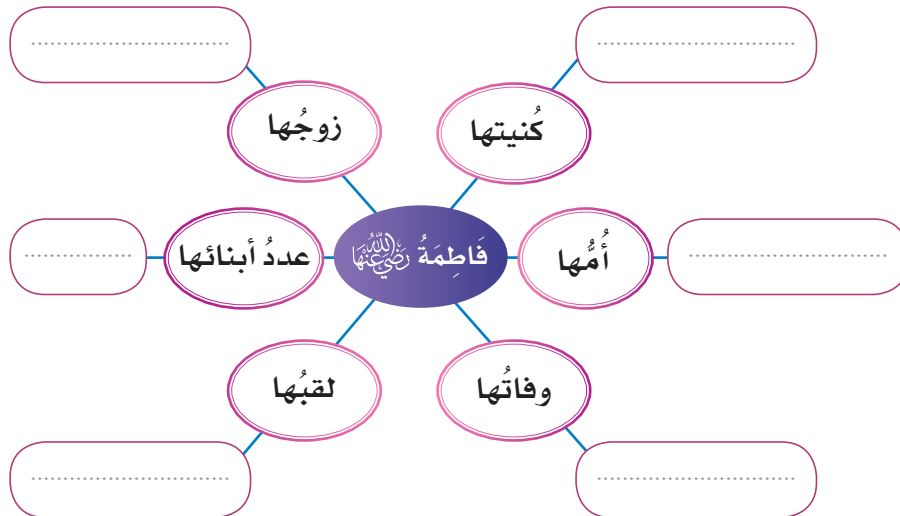 كُنيتها
زوجُها
أُمُّها
فَاطِمَةُ رَضِيَ اللَّهُ عَنْهَا
عددُ أبنائها
وفاتُها
لقبُها